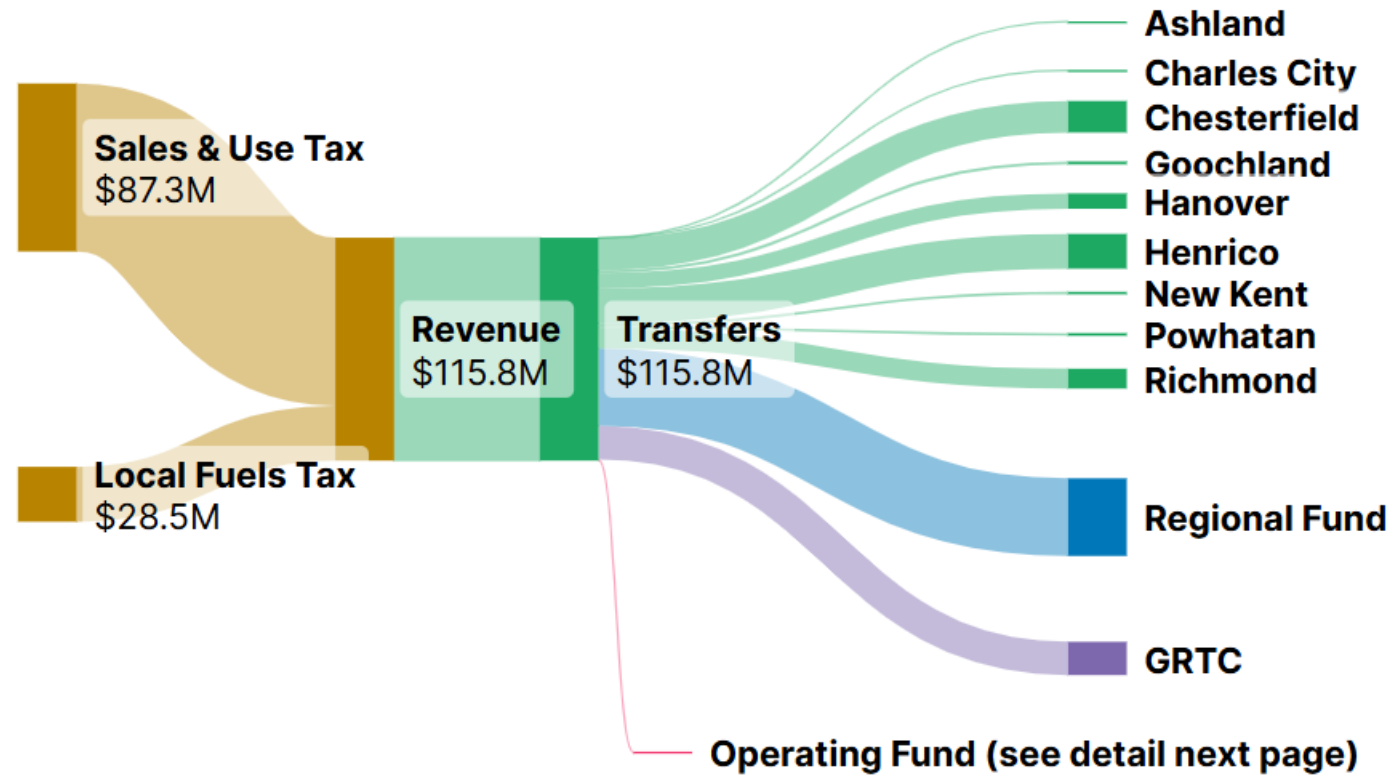 Ashland
Charles City
Chesterfield
Sales & Use Tax
$87.3M
Goochland
Hanover
Henrico
New Kent
Revenue
$115.8M
Transfers
$115.8M
Powhatan
Richmond
Local Fuels Tax
$28.5M
Regional Fund
GRTC
Operating Fund (see detail next page)